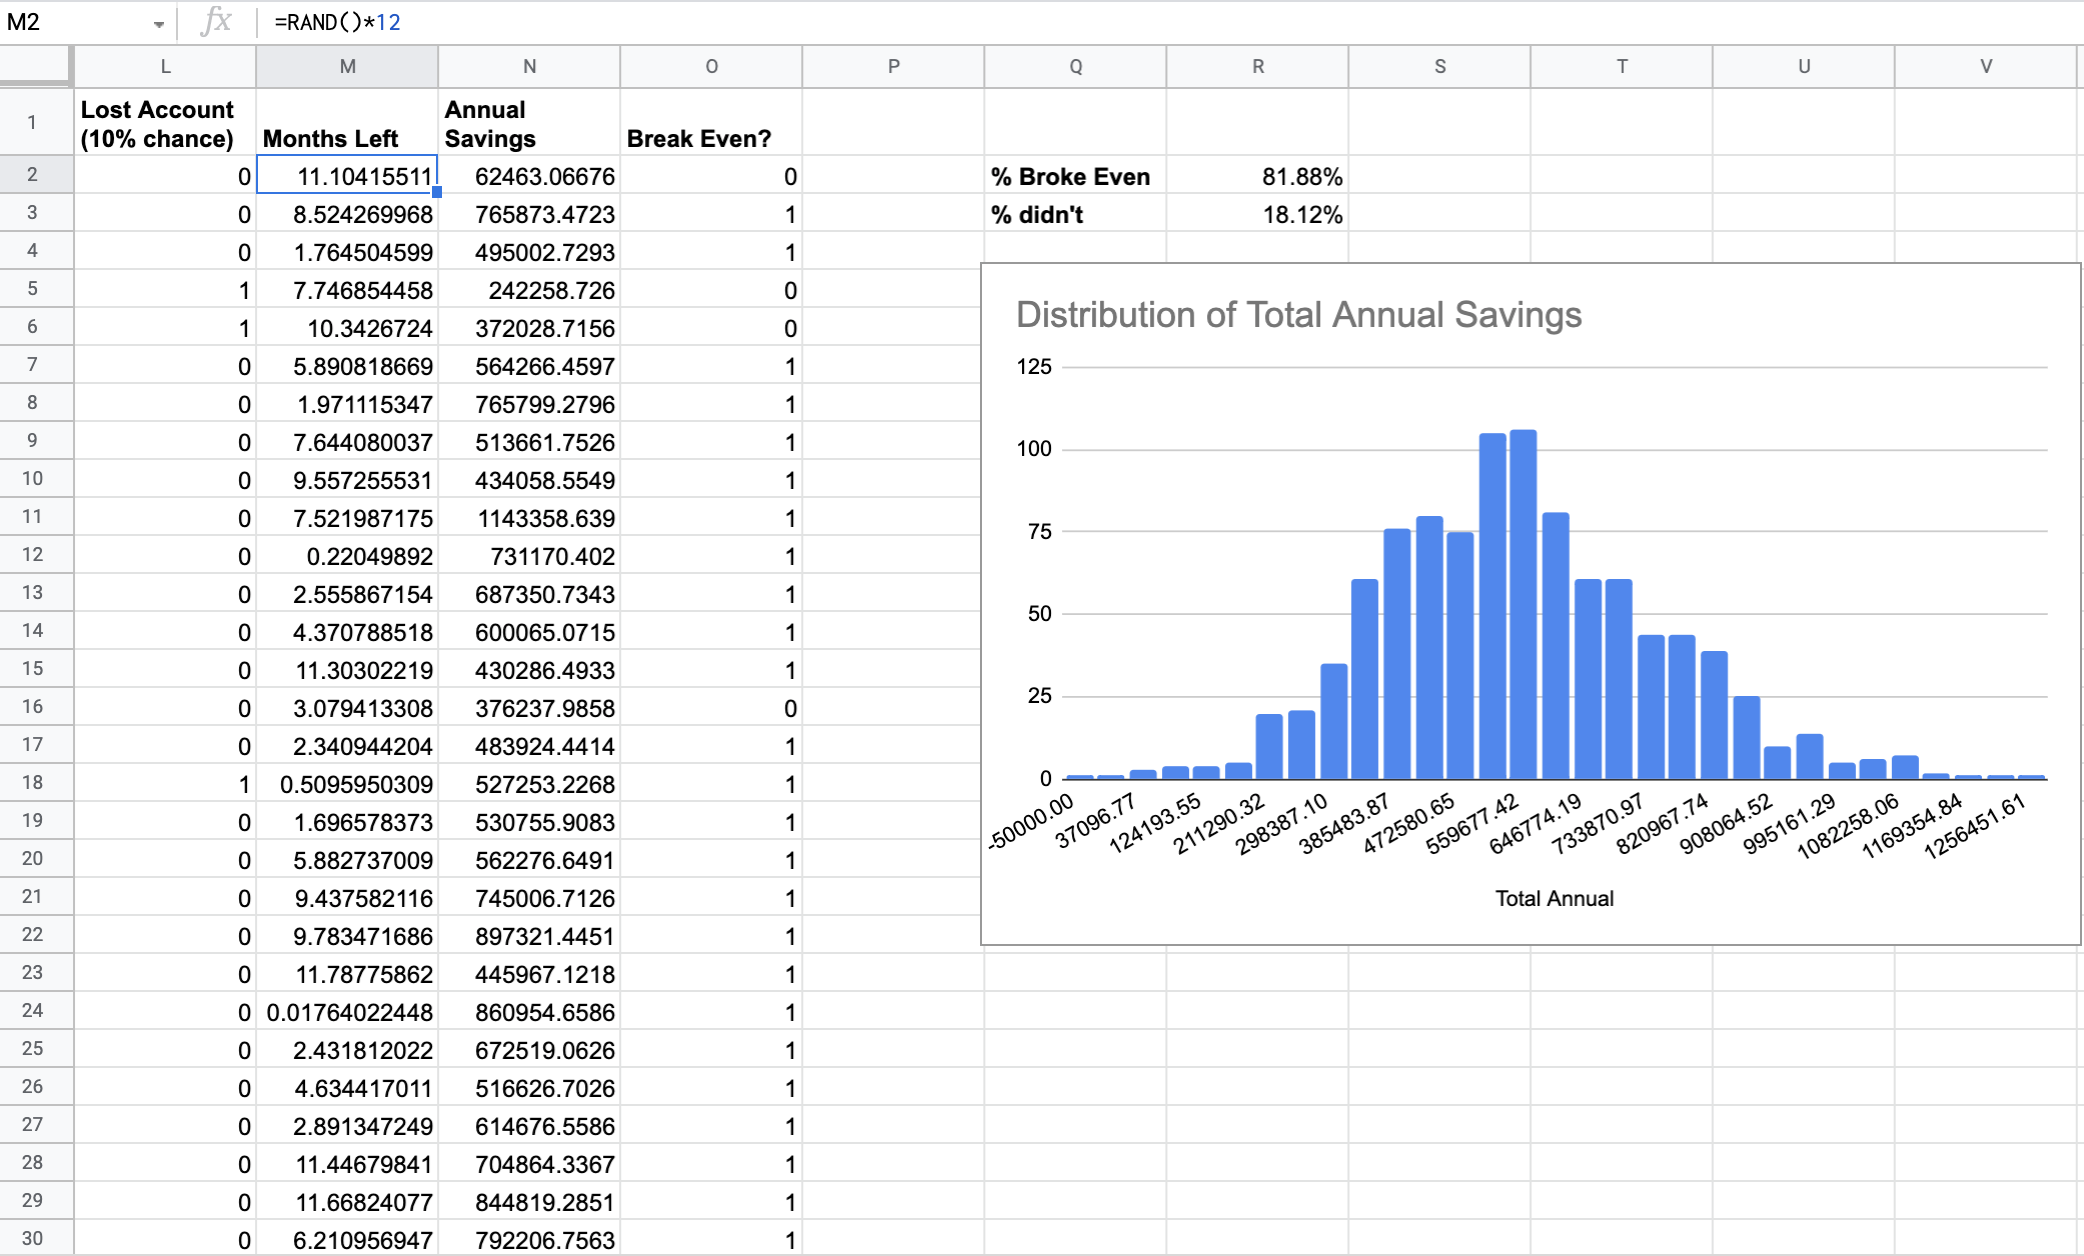 M2 fx =RAND()*12
L M N O P Q R S T U V
1 Lost Account (10% chance) Months Left Annual Savings Break Even?
2 0 11.10415511 62463.06676 0 % Broke Even 81.88%
3 0 8.524269968 765873.4723 1 % didn't 18.12%
4 0 1.764504599 495002.7293 1
5 1 7.746854458 242258.726 0
6 1 10.3426724 372028.7156 0
7 0 5.890818669 564266.4597 1
8 0 1.971115347 765799.2796 1
9 0 7.644080037 513661.7526 1
10 0 9.557255531 434058.5549 1
11 0 7.521987175 1143358.639 1
12 0 0.22049892 731170.402 1
13 0 2.555867154 687350.7343 1
14 0 4.370788518 600065.0715 1
15 0 11.30302219 430286.4933 1
16 0 3.079413308 376237.9858 0
17 0 2.340944204 483924.4414 1
18 1 0.5095950309 527253.2268 1
19 0 1.696578373 530755.9083 1
20 0 5.882737009 562276.6491 1
21 0 9.437582116 745006.7126 1
22 0 9.783471686 897321.4451 1
23 0 11.78775862 445967.1218 1
24 0 0.01764022448 860954.6586 1
25 0 2.431812022 672519.0626 1
26 0 4.634417011 516626.7026 1
27 0 2.891347249 614676.5586 1
28 0 11.44679841 704864.3367 1
29 0 11.66824077 844819.2851 1
30 0 6.210956947 792206.7563 1
Distribution of Total Annual Savings
125
100
75
50
25
0
-50000.00 37096.77 124193.55 211290.32 298387.10 385483.87 472580.65 559677.42 646774.19 733870.97 820967.74 908064.52 995161.29 1082258.06 1169354.84 1256451.61
Total Annual